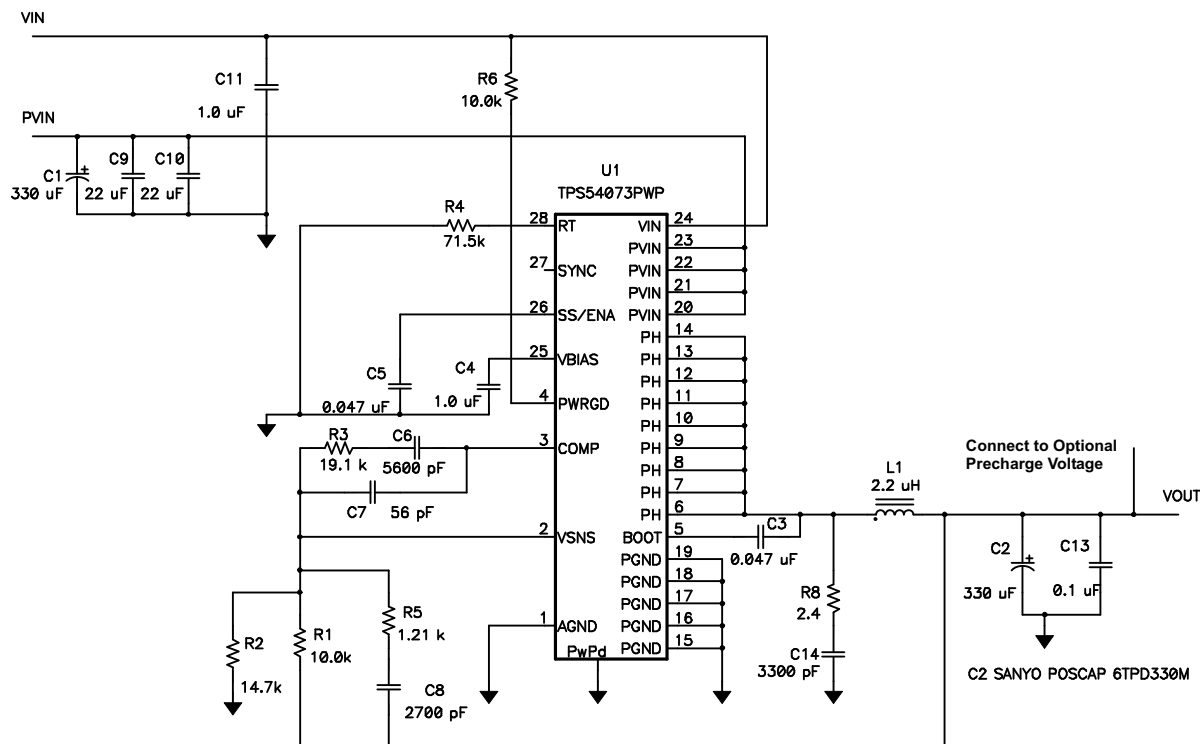 VIN
C11
1.0 uF
R6
10.0k
PVIN
C1
330 uF
C9
22 uF
C10
22 uF
U1
TPS54073PWP
R4
71.5k
28 RT
27 SYNC
26 SS/ENA
25 VBIAS
4 PWRGD
3 COMP
2 VSNS
1 AGND
PwPd
VIN 24
PVIN 23
PVIN 22
PVIN 21
PVIN 20
PH 14
PH 13
PH 12
PH 11
PH 10
PH 9
PH 8
PH 7
PH 6
BOOT 5
PGND 19
PGND 18
PGND 17
PGND 16
PGND 15
C5
0.047 uF
C4
1.0 uF
R3
19.1 k
C6
5600 pF
C7
56 pF
R2
14.7k
R1
10.0k
R5
1.21 k
C8
2700 pF
C3
0.047 uF
R8
2.4
C14
3300 pF
L1
2.2 uH
Connect to Optional
Precharge Voltage
VOUT
C2
330 uF
+
C13
0.1 uF
C2 SANYO POSCAP 6TPD330M
+